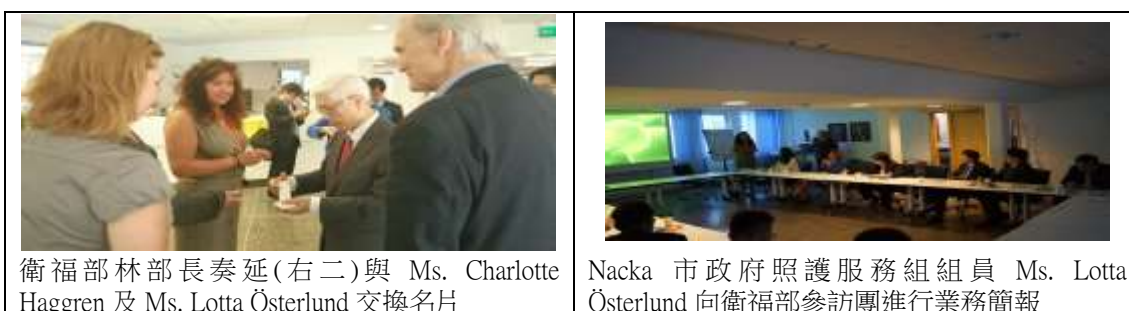 衛福部林部長奏延(右二)與 Ms. Charlotte
Haggren 及 Ms. Lotta Österlund 交換名片
Nacka 市政府照護服務組組員 Ms. Lotta
Österlund 向衛福部參訪團進行業務簡報